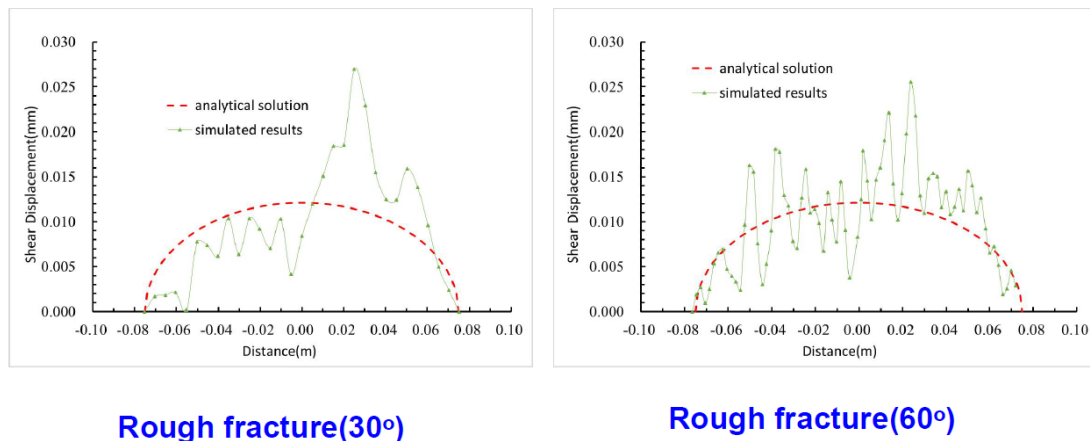 0.030
0.025
0.020
0.015
0.010
0.005
0.000
Shear Displacement(mm)
analytical solution
simulated results
-0.10 -0.08 -0.06 -0.04 -0.02 0.00 0.02 0.04 0.06 0.08 0.10
Distance(m)
Rough fracture(30º)
0.030
0.025
0.020
0.015
0.010
0.005
0.000
Shear Displacement(mm)
analytical solution
simulated results
-0.10 -0.08 -0.06 -0.04 -0.02 0.00 0.02 0.04 0.06 0.08 0.10
Distance(m)
Rough fracture(60º)